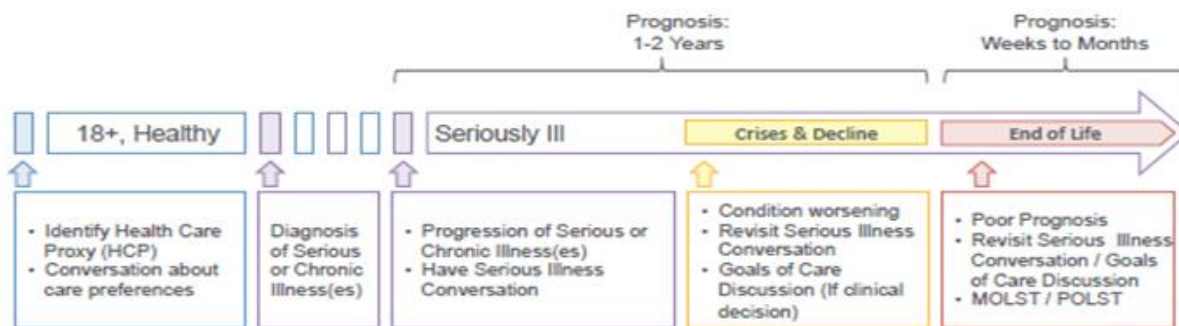 Prognosis:
1-2 Years
Prognosis:
Weeks to Months
18+, Healthy
Seriously Ill
Crises & Decline
End of Life
• Identify Health Care
Proxy (HCP)
• Conversation about
care preferences
Diagnosis
of Serious
or Chronic
Illness(es)
• Progression of Serious or
Chronic Illness(es)
• Have Serious Illness
Conversation
• Condition worsening
• Revisit Serious Illness
Conversation
• Goals of Care
Discussion (If clinical
decision)
• Poor Prognosis
• Revisit Serious Illness
Conversation / Goals
of Care Discussion
• MOLST / POLST